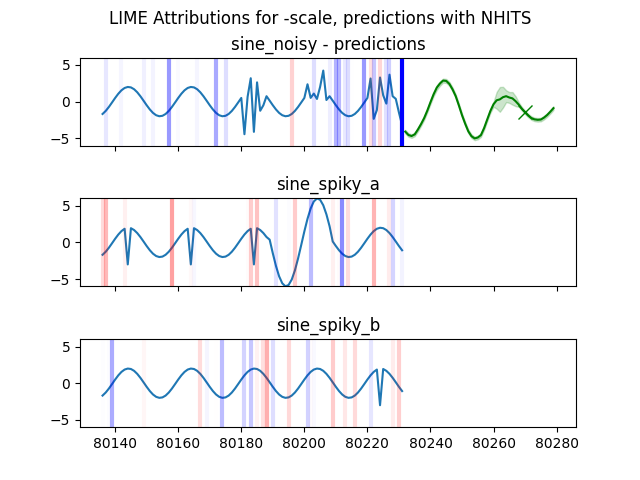 LIME Attributions for -scale, predictions with NHITS
sine_noisy - predictions
5
0
−5
sine_spiky_a
5
0
−5
sine_spiky_b
5
0
−5
80140 80160 80180 80200 80220 80240 80260 80280